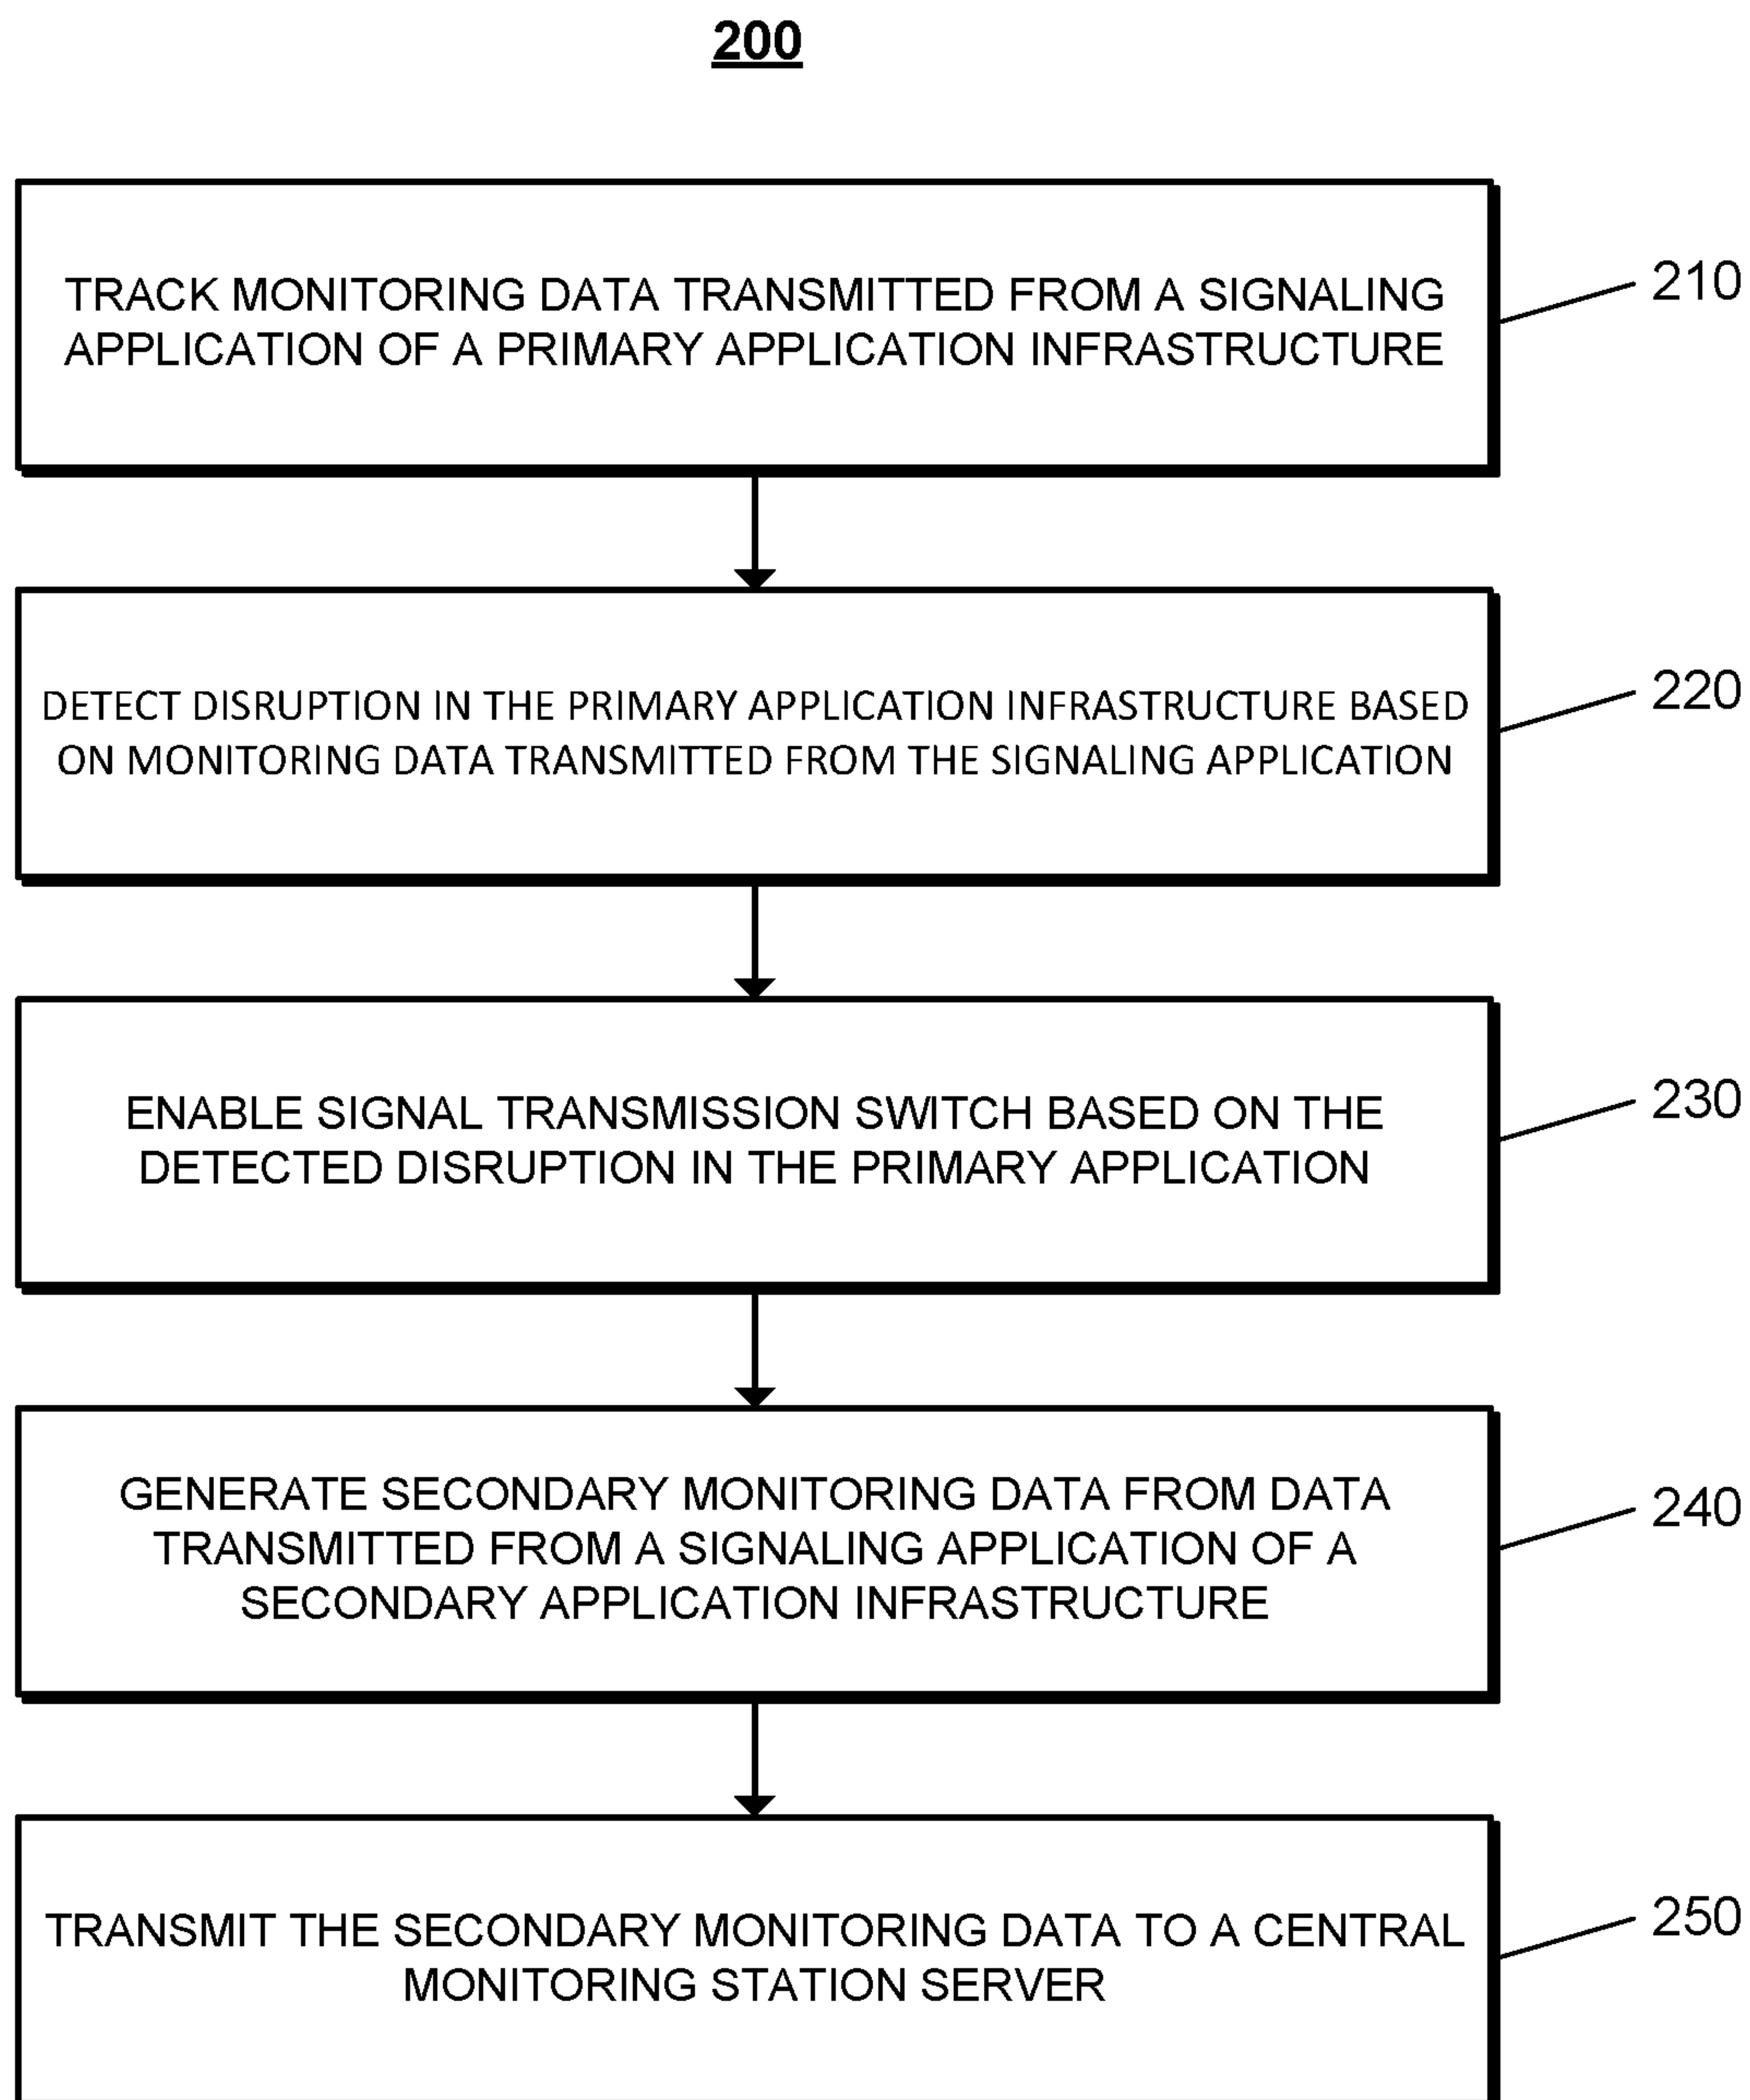 200
TRACK MONITORING DATA TRANSMITTED FROM A SIGNALING
APPLICATION OF A PRIMARY APPLICATION INFRASTRUCTURE
210
DETECT DISRUPTION IN THE PRIMARY APPLICATION INFRASTRUCTURE BASED
ON MONITORING DATA TRANSMITTED FROM THE SIGNALING APPLICATION
220
ENABLE SIGNAL TRANSMISSION SWITCH BASED ON THE
DETECTED DISRUPTION IN THE PRIMARY APPLICATION
230
GENERATE SECONDARY MONITORING DATA FROM DATA
TRANSMITTED FROM A SIGNALING APPLICATION OF A
SECONDARY APPLICATION INFRASTRUCTURE
240
TRANSMIT THE SECONDARY MONITORING DATA TO A CENTRAL
MONITORING STATION SERVER
250